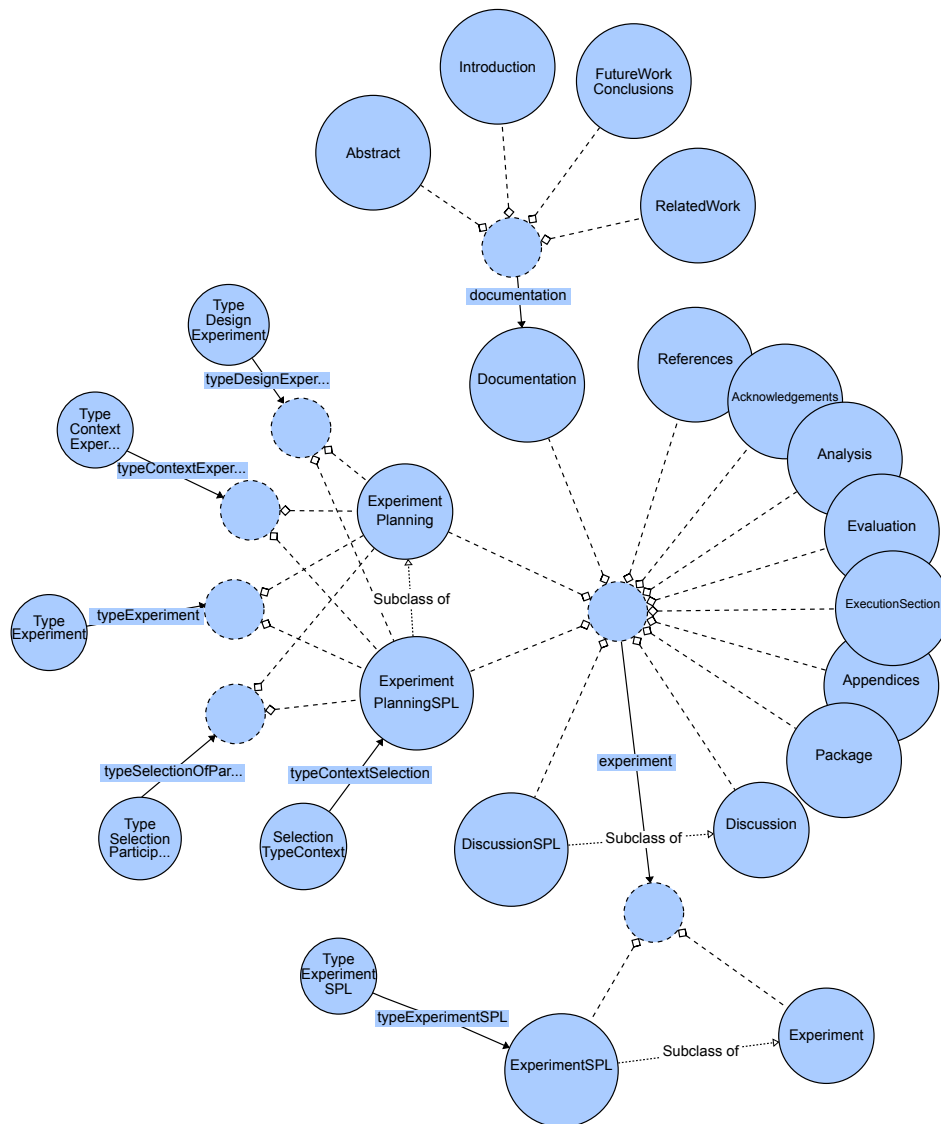 Introduction
FutureWork
Conclusions
Abstract
RelatedWork
documentation
Type
Design
Experiment
References
Documentation
typeDesignExper...
Acknowledgements
Type
Context
Exper...
Analysis
typeContextExper...
Experiment
Planning
Evaluation
Subclass of
ExecutionSection
typeExperiment
Type
Experiment
Experiment
PlanningSPL
Appendices
Package
experiment
typeContextSelection
typeSelectionOfPar...
Type
Selection
Particip...
Selection
TypeContext
DiscussionSPL
Subclass of
Discussion
Type
Experiment
SPL
typeExperimentSPL
ExperimentSPL
Subclass of
Experiment